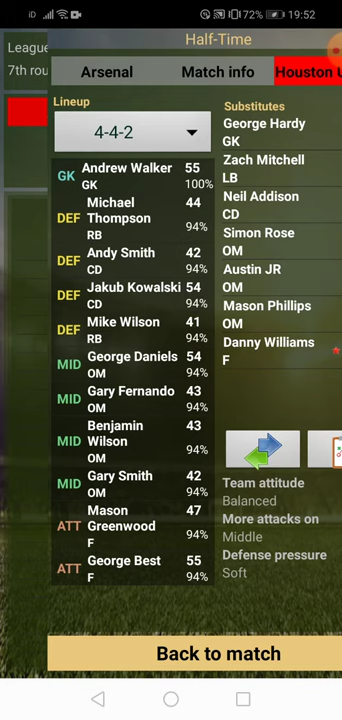 iD 72% 19:52
League
7th rou
Half-Time
Arsenal Match info Houston U
Lineup
4-4-2
GK Andrew Walker 55
GK 100%
DEF Michael Thompson 44
RB 94%
DEF Andy Smith 42
CD 94%
DEF Jakub Kowalski 54
CD 94%
DEF Mike Wilson 41
RB 94%
MID George Daniels 54
OM 94%
MID Gary Fernando 43
OM 94%
MID Benjamin Wilson 43
OM 94%
MID Gary Smith 42
OM 94%
ATT Mason Greenwood 47
F 94%
ATT George Best 55
F 94%
Substitutes
George Hardy
GK
Zach Mitchell
LB
Neil Addison
CD
Simon Rose
OM
Austin JR
OM
Mason Phillips
OM
Danny Williams
F
Team attitude
Balanced
More attacks on
Middle
Defense pressure
Soft
Back to match